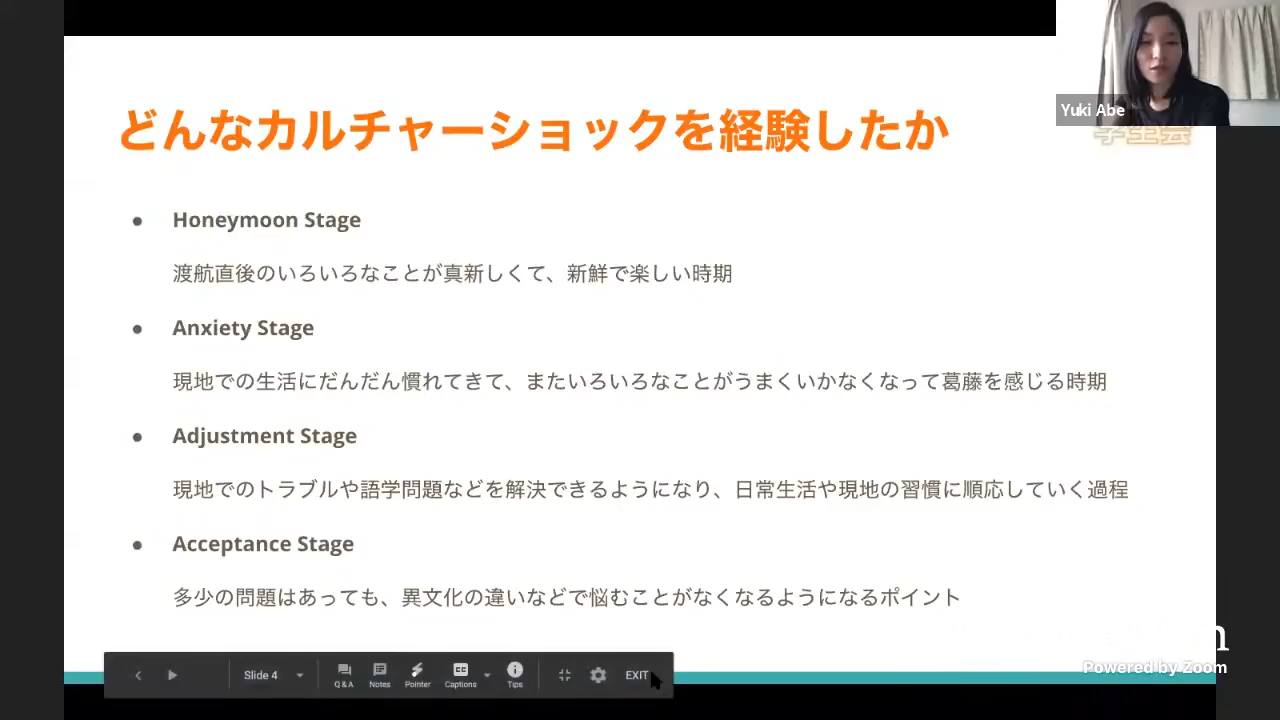 Yuki Abe
学生会
どんなカルチャーショックを経験したか
● Honeymoon Stage
渡航直後のいろいろなことが真新しくて、新鮮で楽しい時期
● Anxiety Stage
現地での生活にだんだん慣れてきて、またいろいろなことがうまくいかなくなって葛藤を感じる時期
● Adjustment Stage
現地でのトラブルや語学問題などを解決できるようになり、日常生活や現地の習慣に順応していく過程
● Acceptance Stage
多少の問題はあっても、異文化の違いなどで悩むことがなくなるようになるポイント
Powered by Zoom
Slide 4
Q & A
Notes
Pointer
CC
Captions
Tips
EXIT